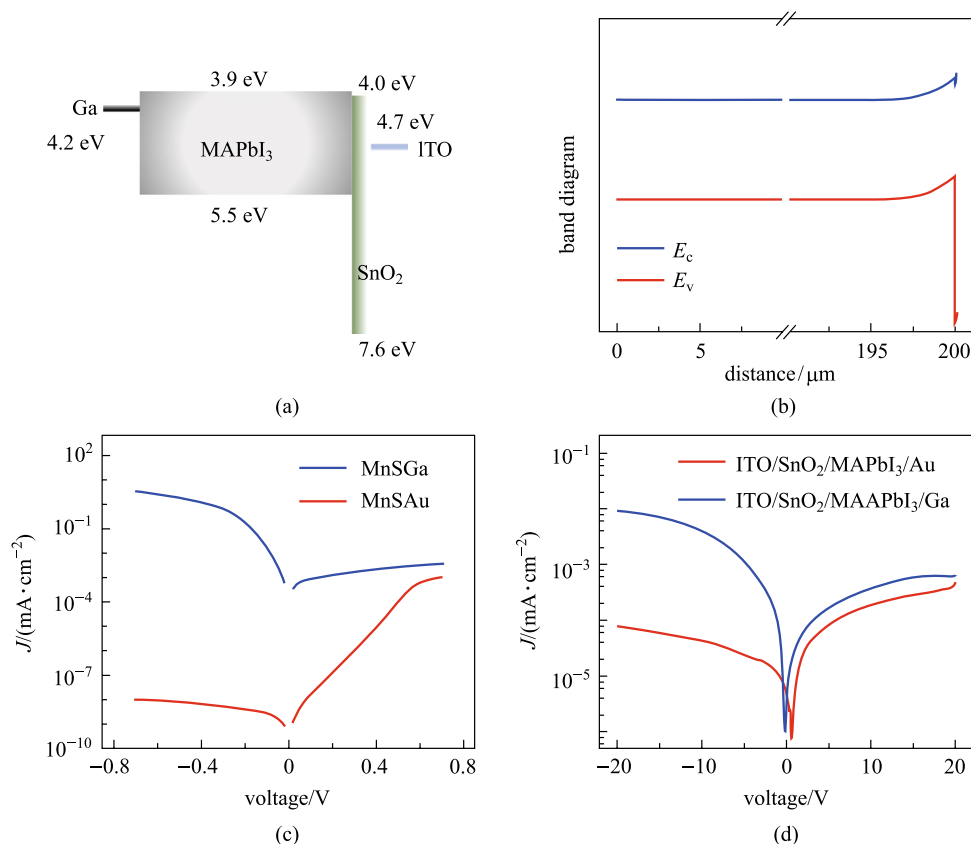 3.9 eV
4.0 eV
Ga
4.7 eV
4.2 eV
MAPbI₃
ITO
5.5 eV
SnO₂
7.6 eV
(a)
band diagram
E_c
E_v
0
5
195
200
distance/μm
(b)
10²
10⁻¹
10⁻⁴
10⁻⁷
10⁻¹⁰
J/(mA·cm⁻²)
MnSGa
MnSAu
−0.8
−0.4
0
0.4
0.8
voltage/V
(c)
10⁻¹
10⁻³
10⁻⁵
J/(mA·cm⁻²)
ITO/SnO₂/MAPbI₃/Au
ITO/SnO₂/MAAPbI₃/Ga
−20
−10
0
10
20
voltage/V
(d)